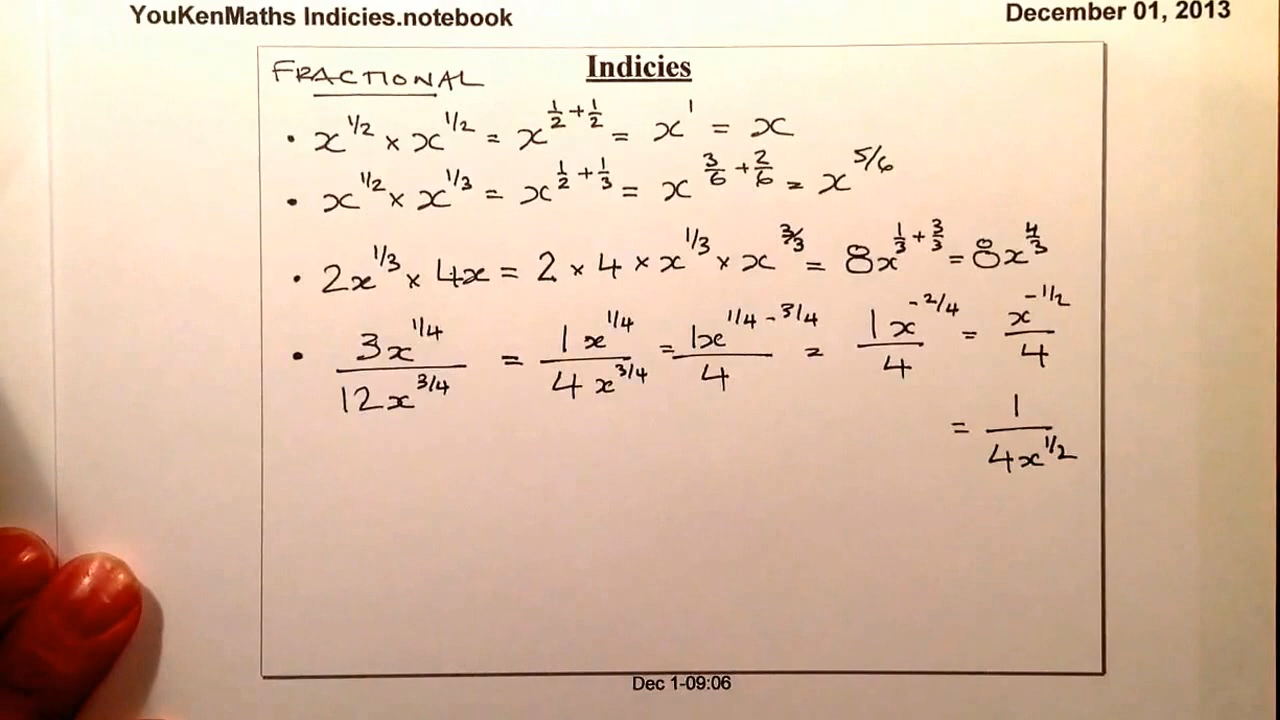 YouKenMaths Indicies.notebook December 01, 2013
FRACTIONAL Indicies
• x^1/2 × x^1/2 = x^(1/2 + 1/2) = x^1 = x
• x^1/2 × x^1/3 = x^(1/2 + 1/3) = x^(3/6 + 2/6) = x^5/6
• 2x^1/3 × 4x = 2 × 4 × x^1/3 × x^3/3 = 8x^(1/3 + 3/3) = 8x^4/3
• 3x^1/4 / 12x^3/4 = 1x^1/4 / 4x^3/4 = 1x^(1/4 - 3/4) / 4 = 1x^-2/4 / 4 = x^-1/2 / 4
= 1 / 4x^1/2
Dec 1-09:06